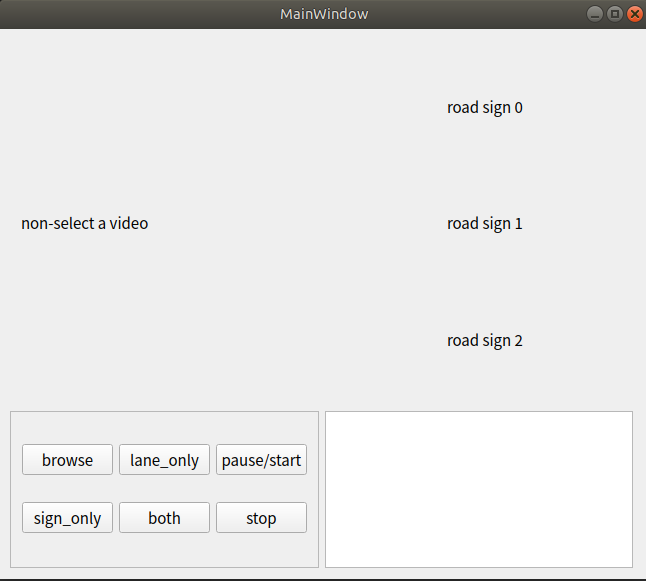 MainWindow
road sign 0
non-select a video
road sign 1
road sign 2
browse
lane_only
pause/start
sign_only
both
stop